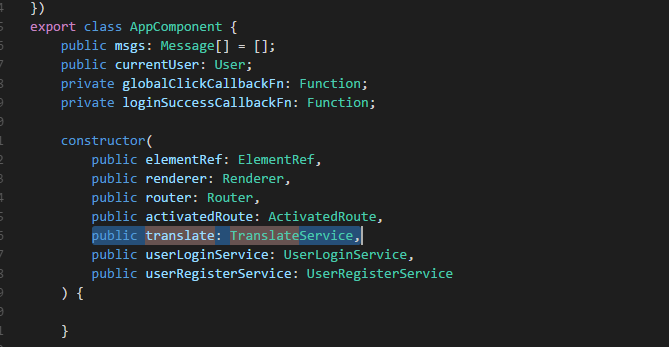 })
export class AppComponent {
public msgs: Message[] = [];
public currentUser: User;
private globalClickCallbackFn: Function;
private loginSuccessCallbackFn: Function;
constructor(
public elementRef: ElementRef,
public renderer: Renderer,
public router: Router,
public activatedRoute: ActivatedRoute,
public translate: TranslateService,
public userLoginService: UserLoginService,
public userRegisterService: UserRegisterService
) {
}